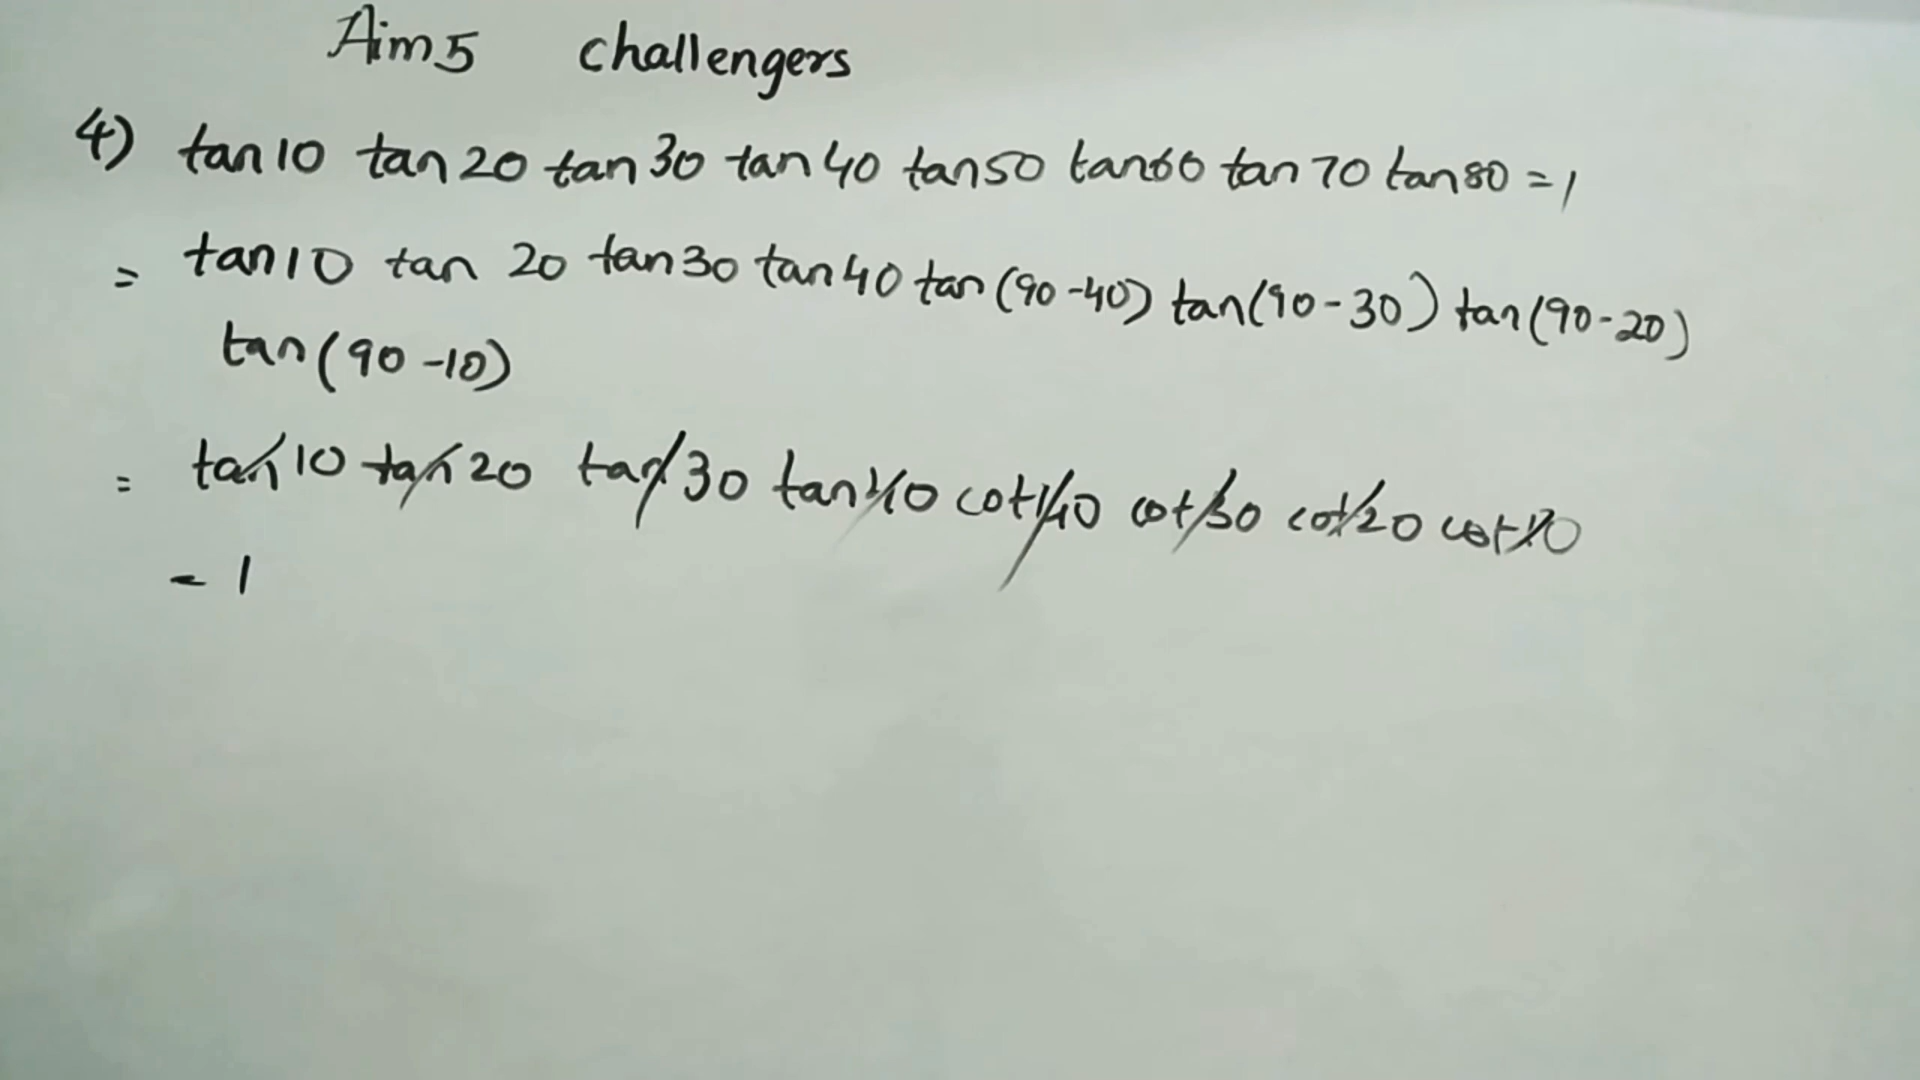 Aim5 challengers
4) tan10 tan20 tan30 tan40 tan50 tan60 tan70 tan80 = 1
= tan10 tan 20 tan30 tan40 tan(90-40) tan(90-30) tan(90-20)
tan(90-10)
= tan10 tan20 tan30 tan40 cot40 cot30 cot20 cot10
= 1